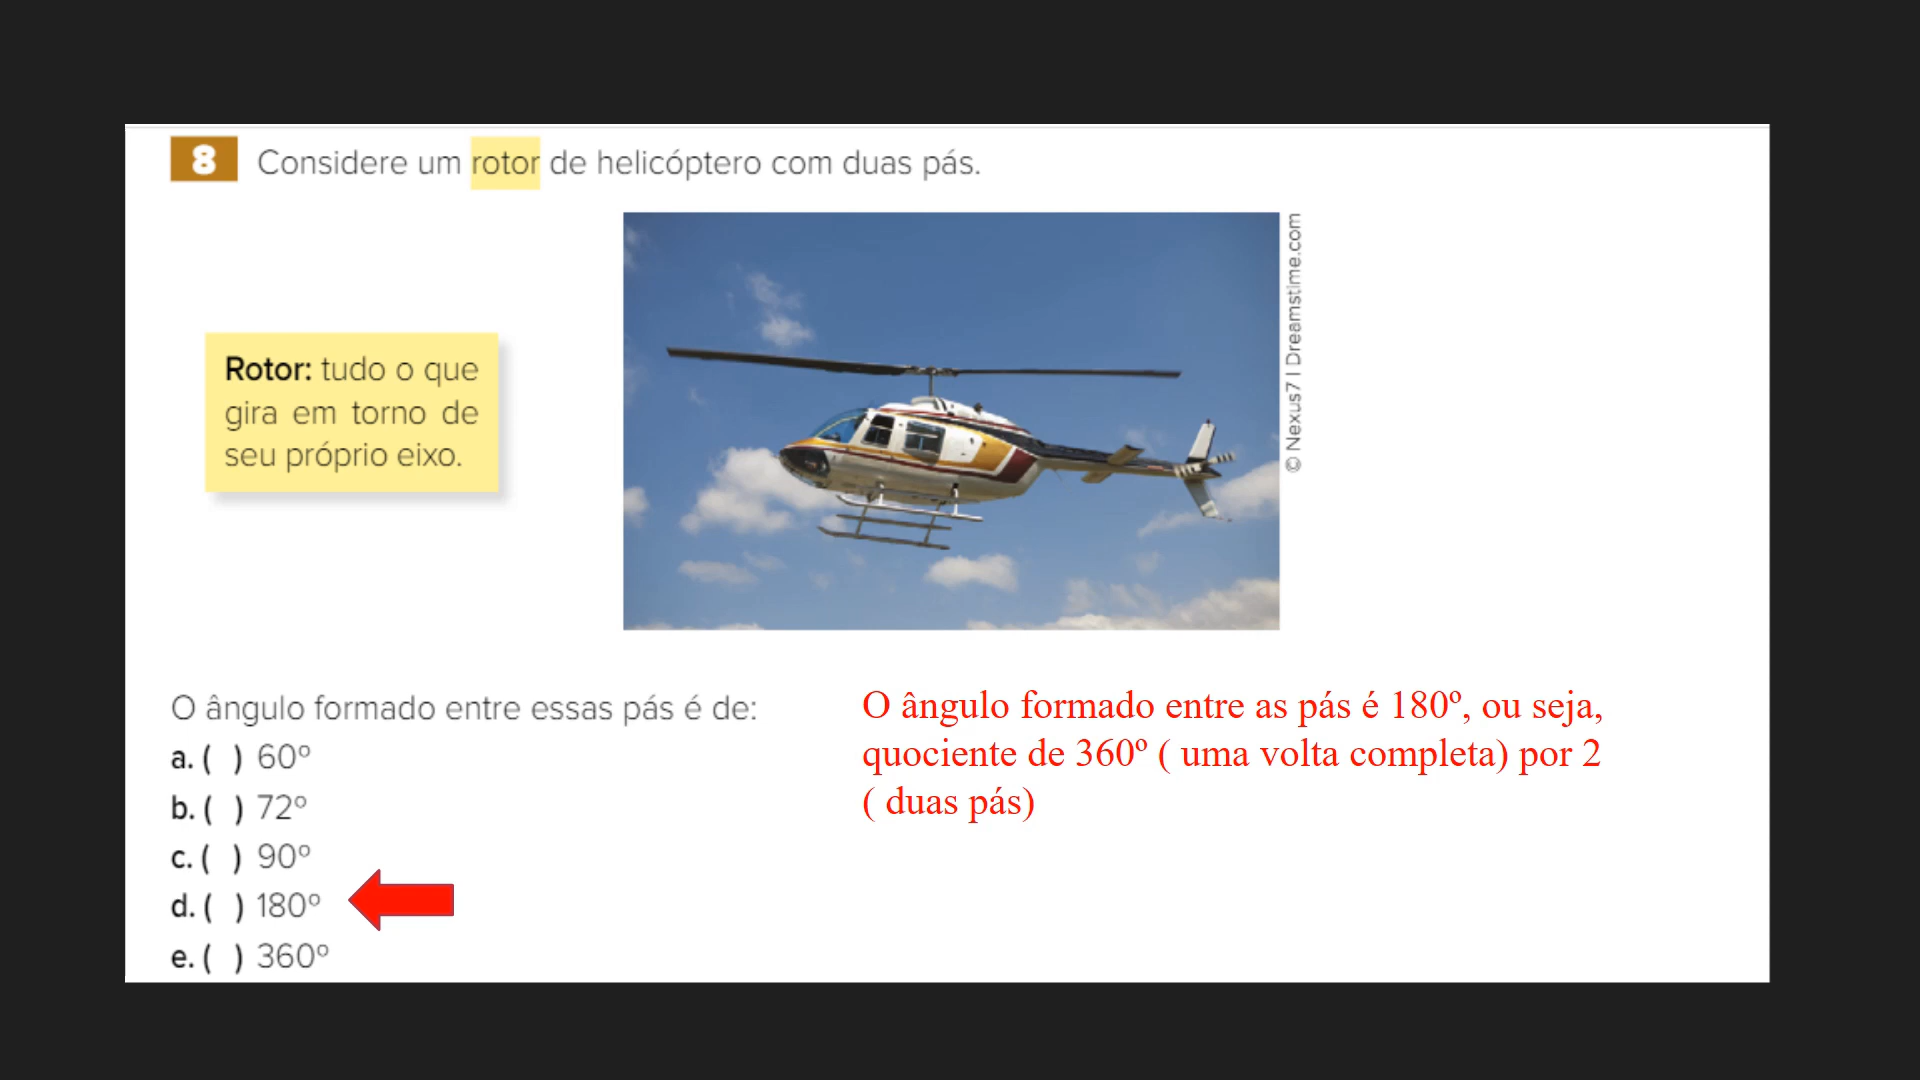 8 Considere um rotor de helicóptero com duas pás.
© Nexus7 | Dreamstime.com
Rotor: tudo o que
gira em torno de
seu próprio eixo.
O ângulo formado entre essas pás é de:
a. ( ) 60º
b. ( ) 72º
c. ( ) 90º
d. ( ) 180º
e. ( ) 360º
O ângulo formado entre as pás é 180º, ou seja,
quociente de 360º ( uma volta completa) por 2
( duas pás)